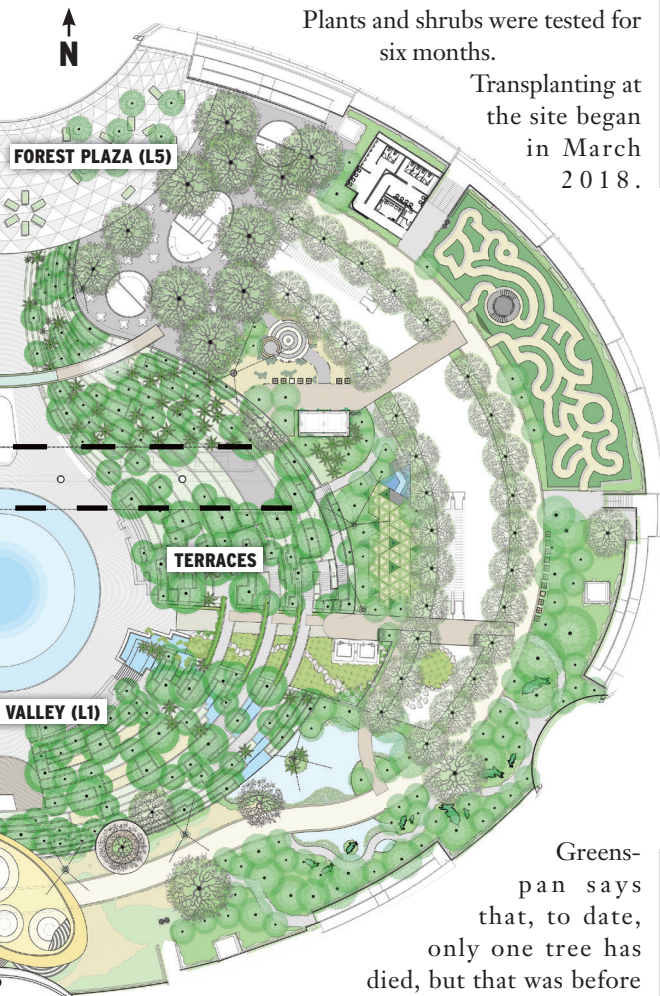 N
Plants and shrubs were tested for
six months.
Transplanting at
the site began
in March
2018.
FOREST PLAZA (L5)
TERRACES
VALLEY (L1)
Greens-
pan says
that, to date,
only one tree has
died, but that was before